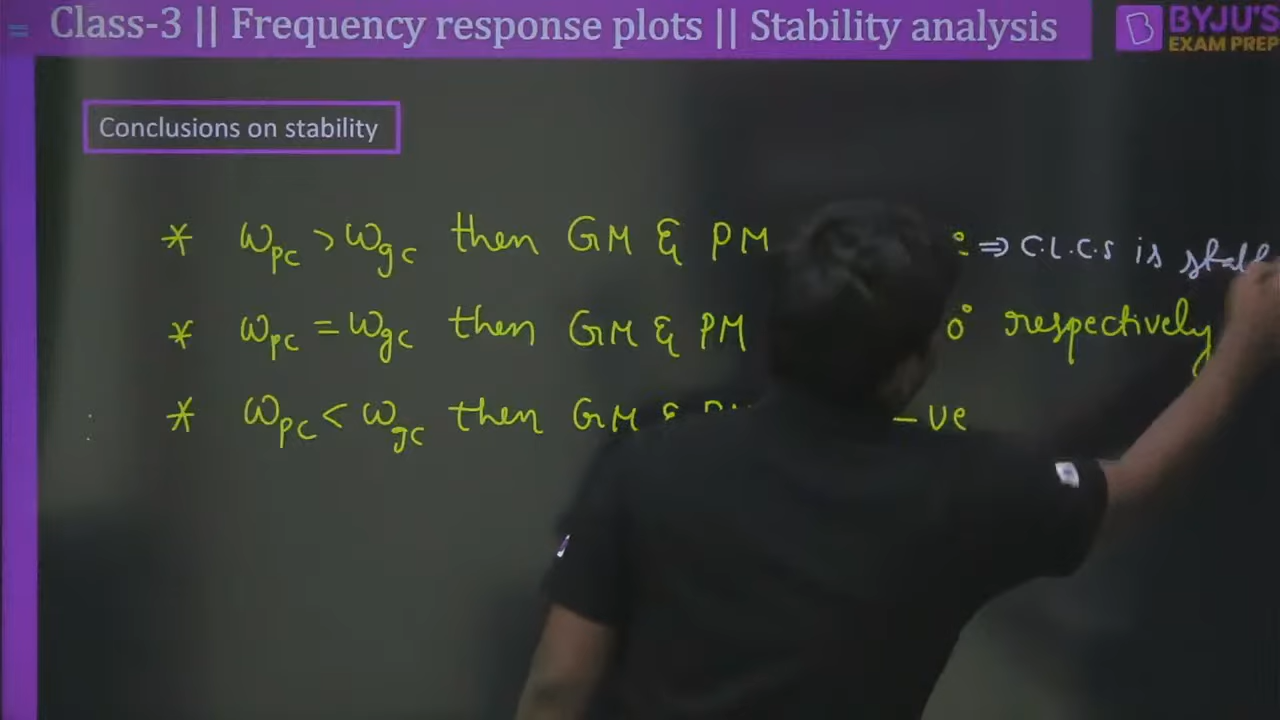 Class-3 || Frequency response plots || Stability analysis
BYJU'S
EXAM PREP
Conclusions on stability
* ωpc > ωgc then GM & PM ⇒ C.L.C.S is
* ωpc = ωgc then GM & PM 0° respectively
* ωpc < ωgc then GM & -ve